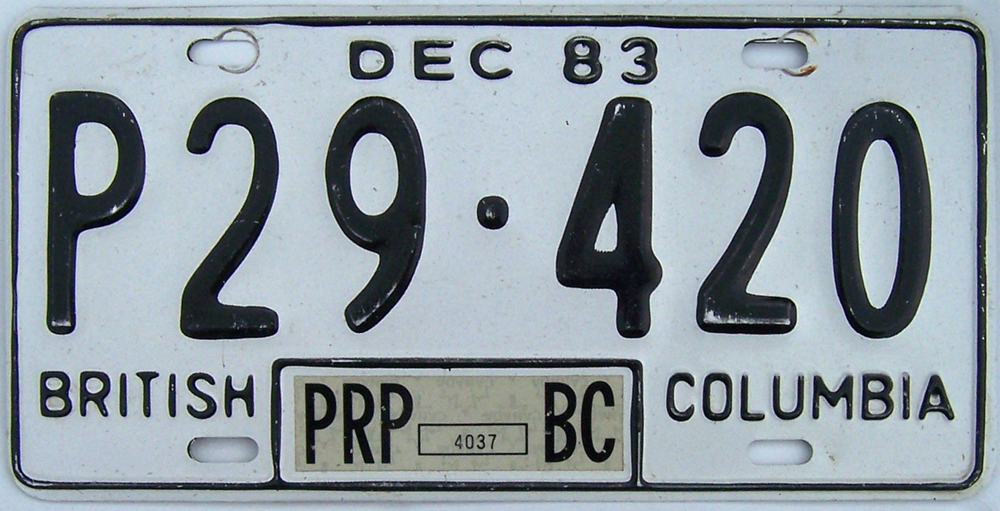 DEC 83
P29·420
BRITISH COLUMBIA
PRP 4037 BC